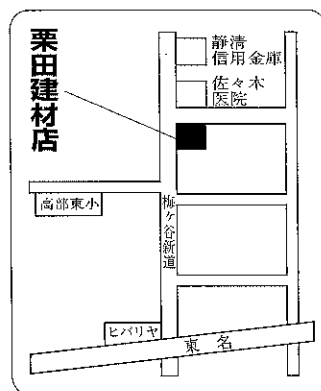 栗田建材店
静清
信用金庫
佐々木
医院
高部東小
梅ヶ谷新道
ヒバリヤ
東名